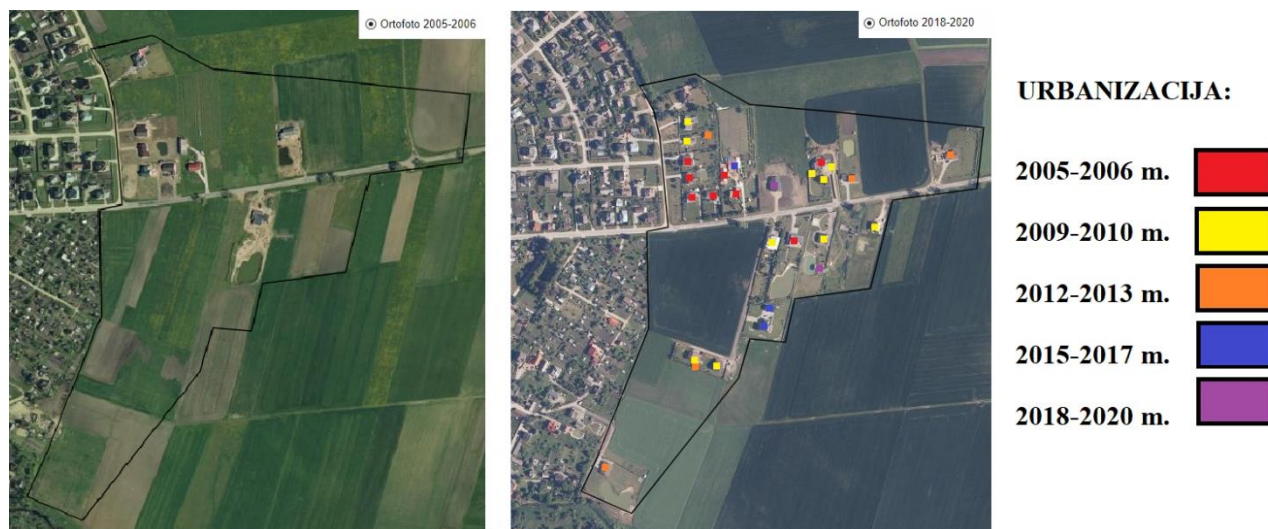 Ortofoto 2005-2006
Ortofoto 2018-2020
URBANIZACIJA:
2005-2006 m.
2009-2010 m.
2012-2013 m.
2015-2017 m.
2018-2020 m.